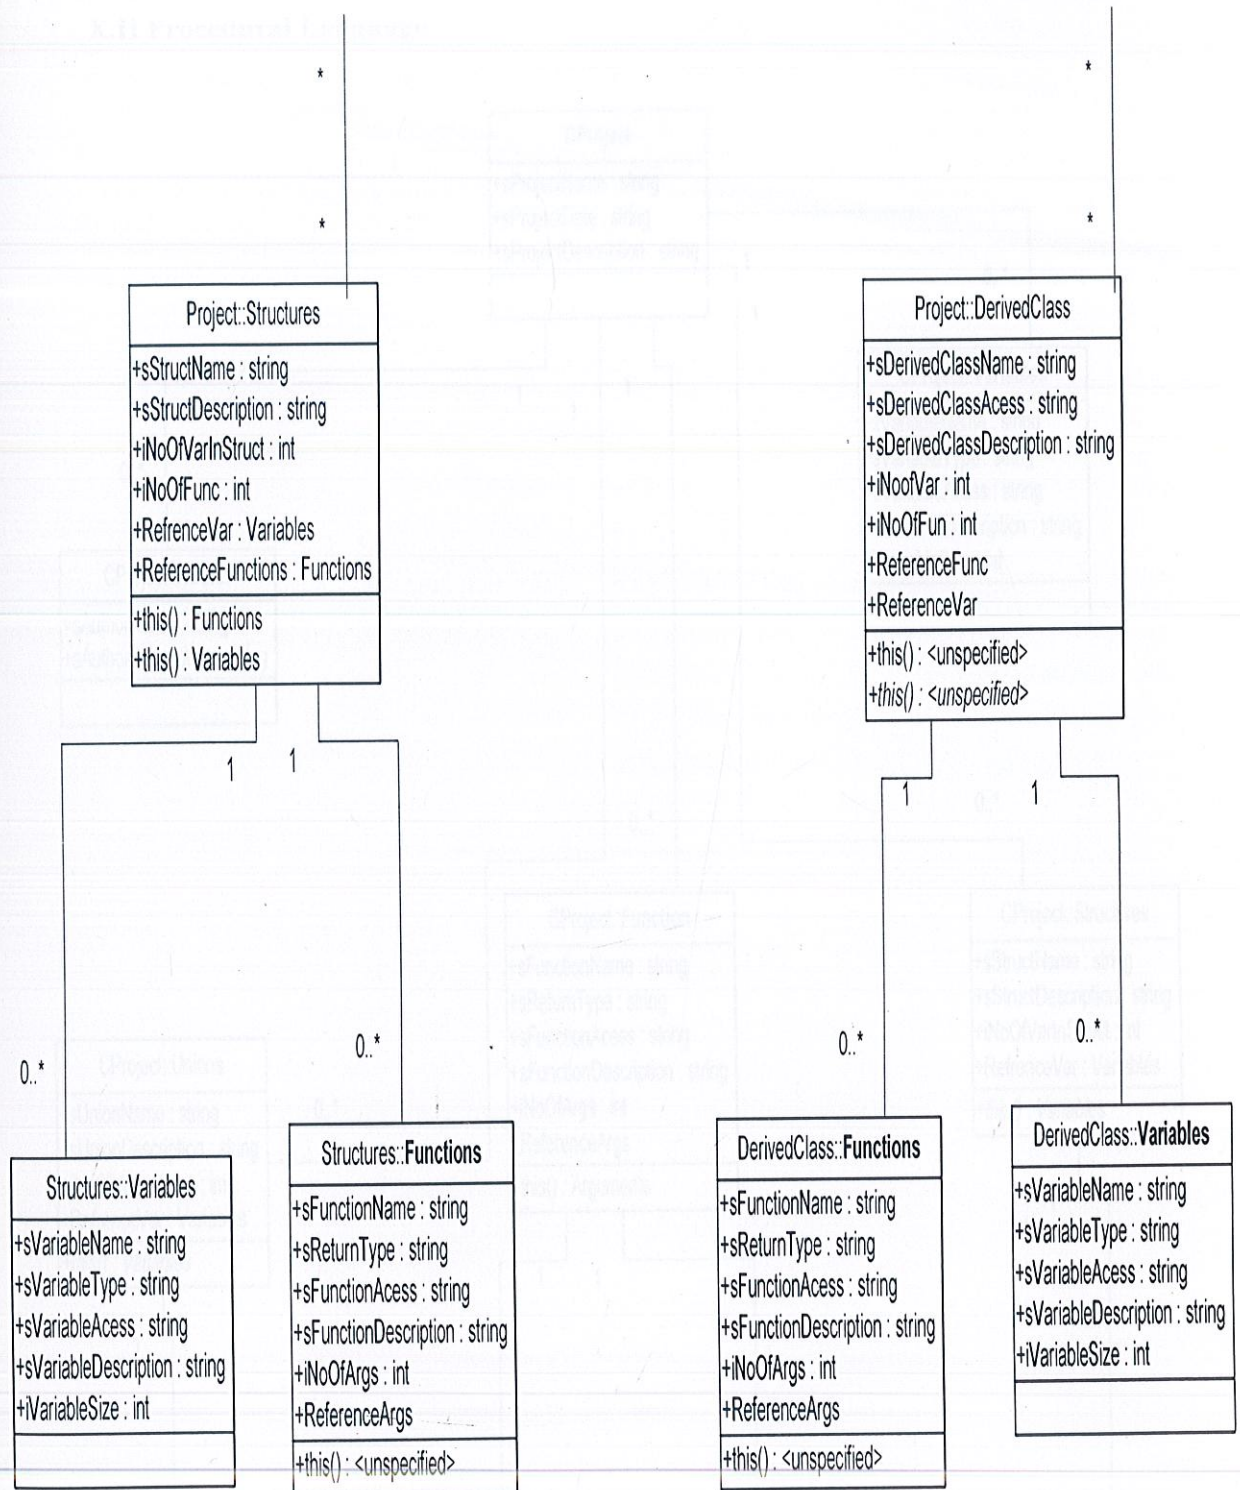 *
*
*
*
Project::Structures
+sStructName : string
+sStructDescription : string
+iNoOfVarInStruct : int
+iNoOfFunc : int
+RefrenceVar : Variables
+ReferenceFunctions : Functions
+this() : Functions
+this() : Variables
1
1
0..*
0..*
Project::DerivedClass
+sDerivedClassName : string
+sDerivedClassAcess : string
+sDerivedClassDescription : string
+iNoofVar : int
+iNoOfFun : int
+ReferenceFunc
+ReferenceVar
+this() : <unspecified>
+this() : <unspecified>
1
1
0..*
0..*
Structures::Variables
+sVariableName : string
+sVariableType : string
+sVariableAcess : string
+sVariableDescription : string
+iVariableSize : int
Structures::Functions
+sFunctionName : string
+sReturnType : string
+sFunctionAcess : string
+sFunctionDescription : string
+iNoOfArgs : int
+ReferenceArgs
+this() : <unspecified>
DerivedClass::Functions
+sFunctionName : string
+sReturnType : string
+sFunctionAcess : string
+sFunctionDescription : string
+iNoOfArgs : int
+ReferenceArgs
+this() : <unspecified>
DerivedClass::Variables
+sVariableName : string
+sVariableType : string
+sVariableAcess : string
+sVariableDescription : string
+iVariableSize : int